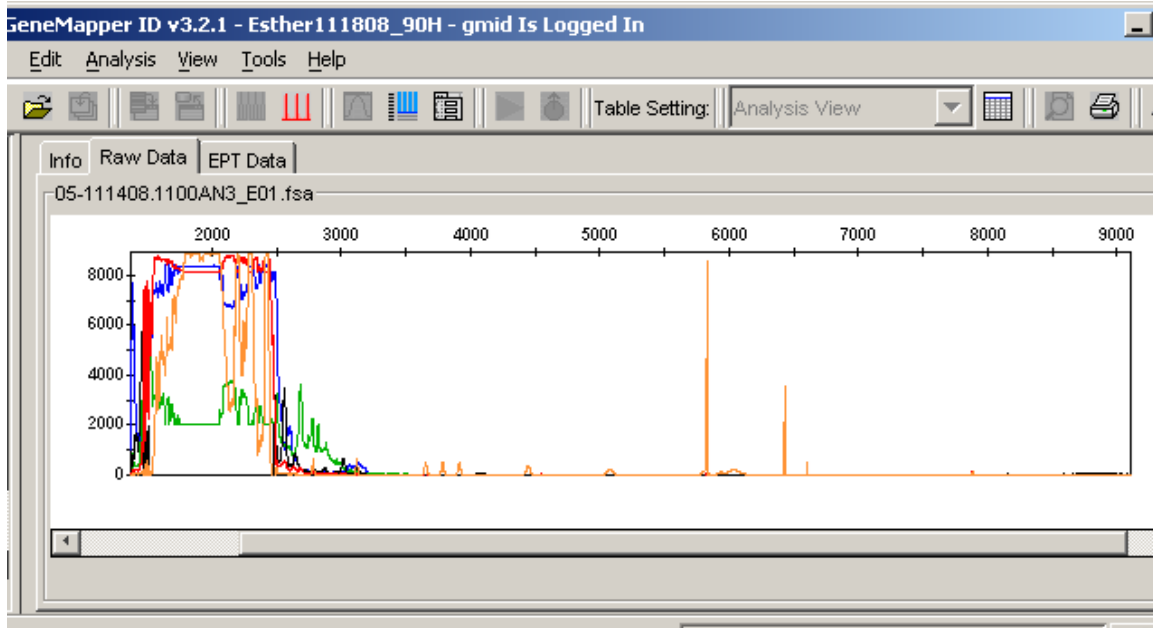 GeneMapper ID v3.2.1 - Esther111808_90H - gmid Is Logged In
Edit Analysis View Tools Help
Table Setting: Analysis View
Info Raw Data EPT Data
05-111408.1100AN3_E01.fsa
2000 3000 4000 5000 6000 7000 8000 9000
8000
6000
4000
2000
0